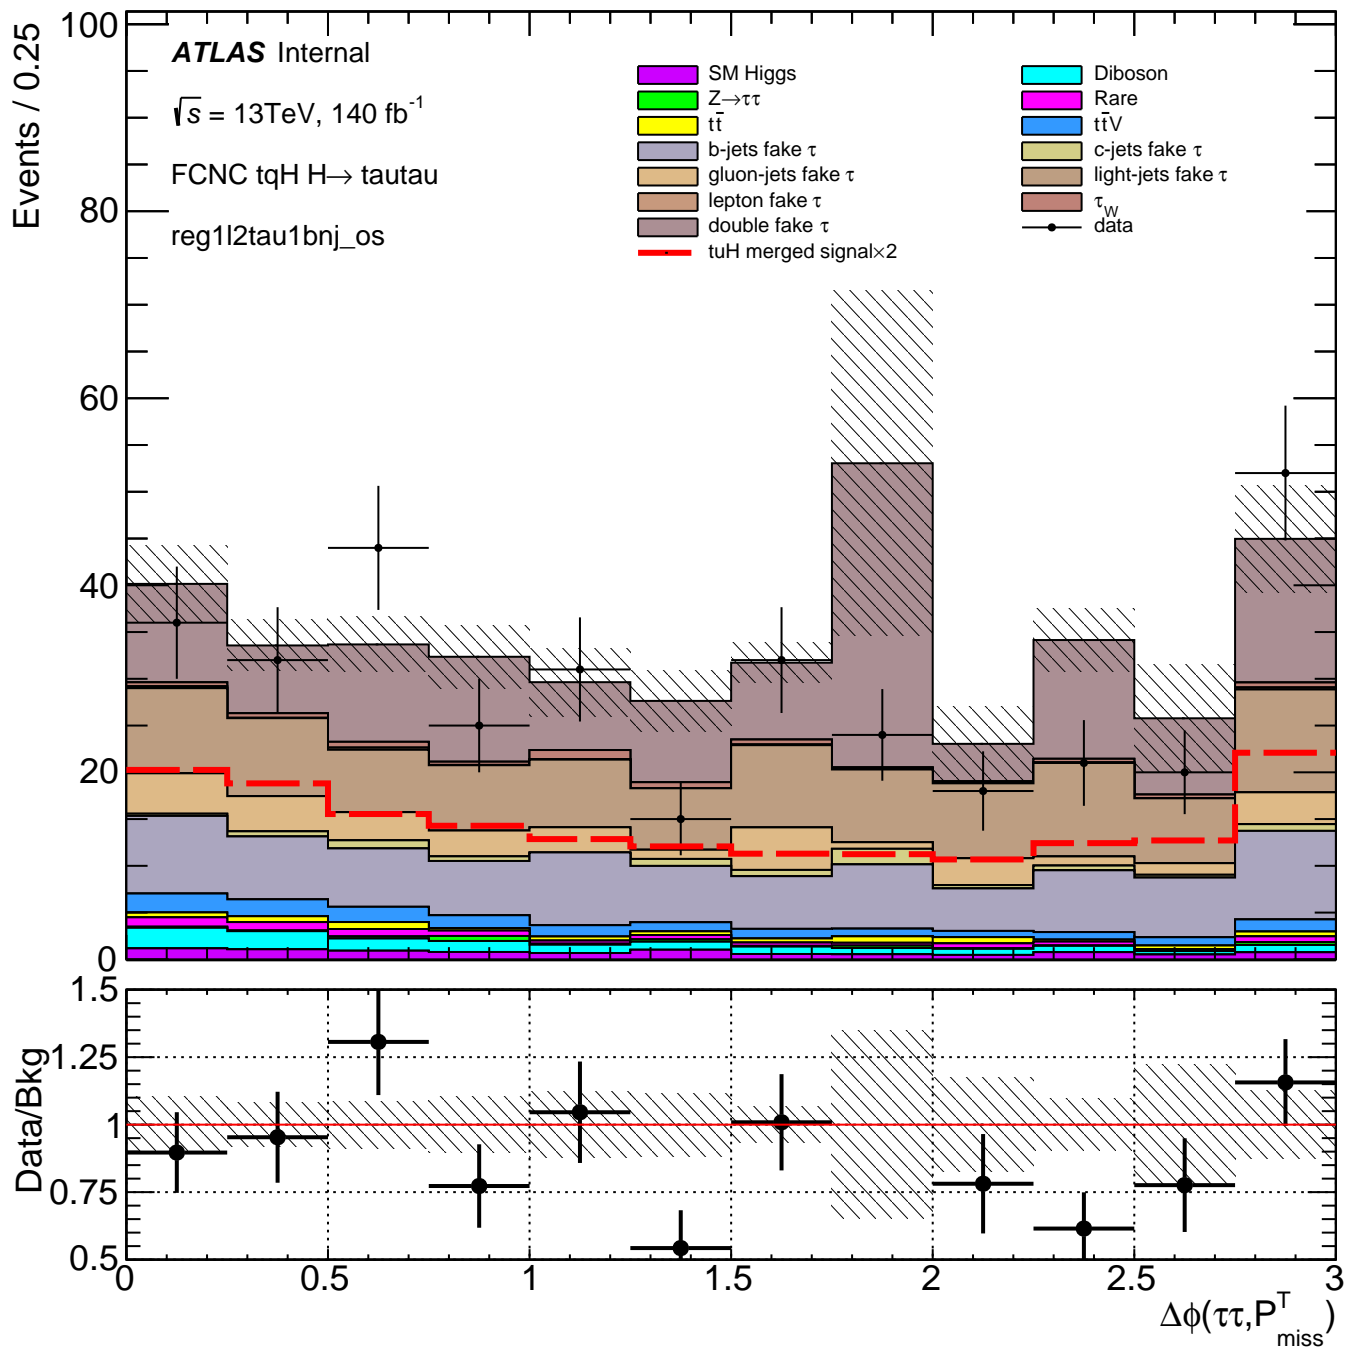 Events / 0.25
100
80
60
40
20
0
ATLAS Internal
√s = 13TeV, 140 fb⁻¹
FCNC tqH H→ tautau
reg1l2tau1bnj_os
SM Higgs
Z→ττ
tt̄
b-jets fake τ
gluon-jets fake τ
lepton fake τ
double fake τ
tuH merged signal×2
Diboson
Rare
tt̄V
c-jets fake τ
light-jets fake τ
τ_W
data
Data/Bkg
1.5
1.25
1
0.75
0.5
0 0.5 1 1.5 2 2.5 3
Δϕ(ττ,P^T_miss)